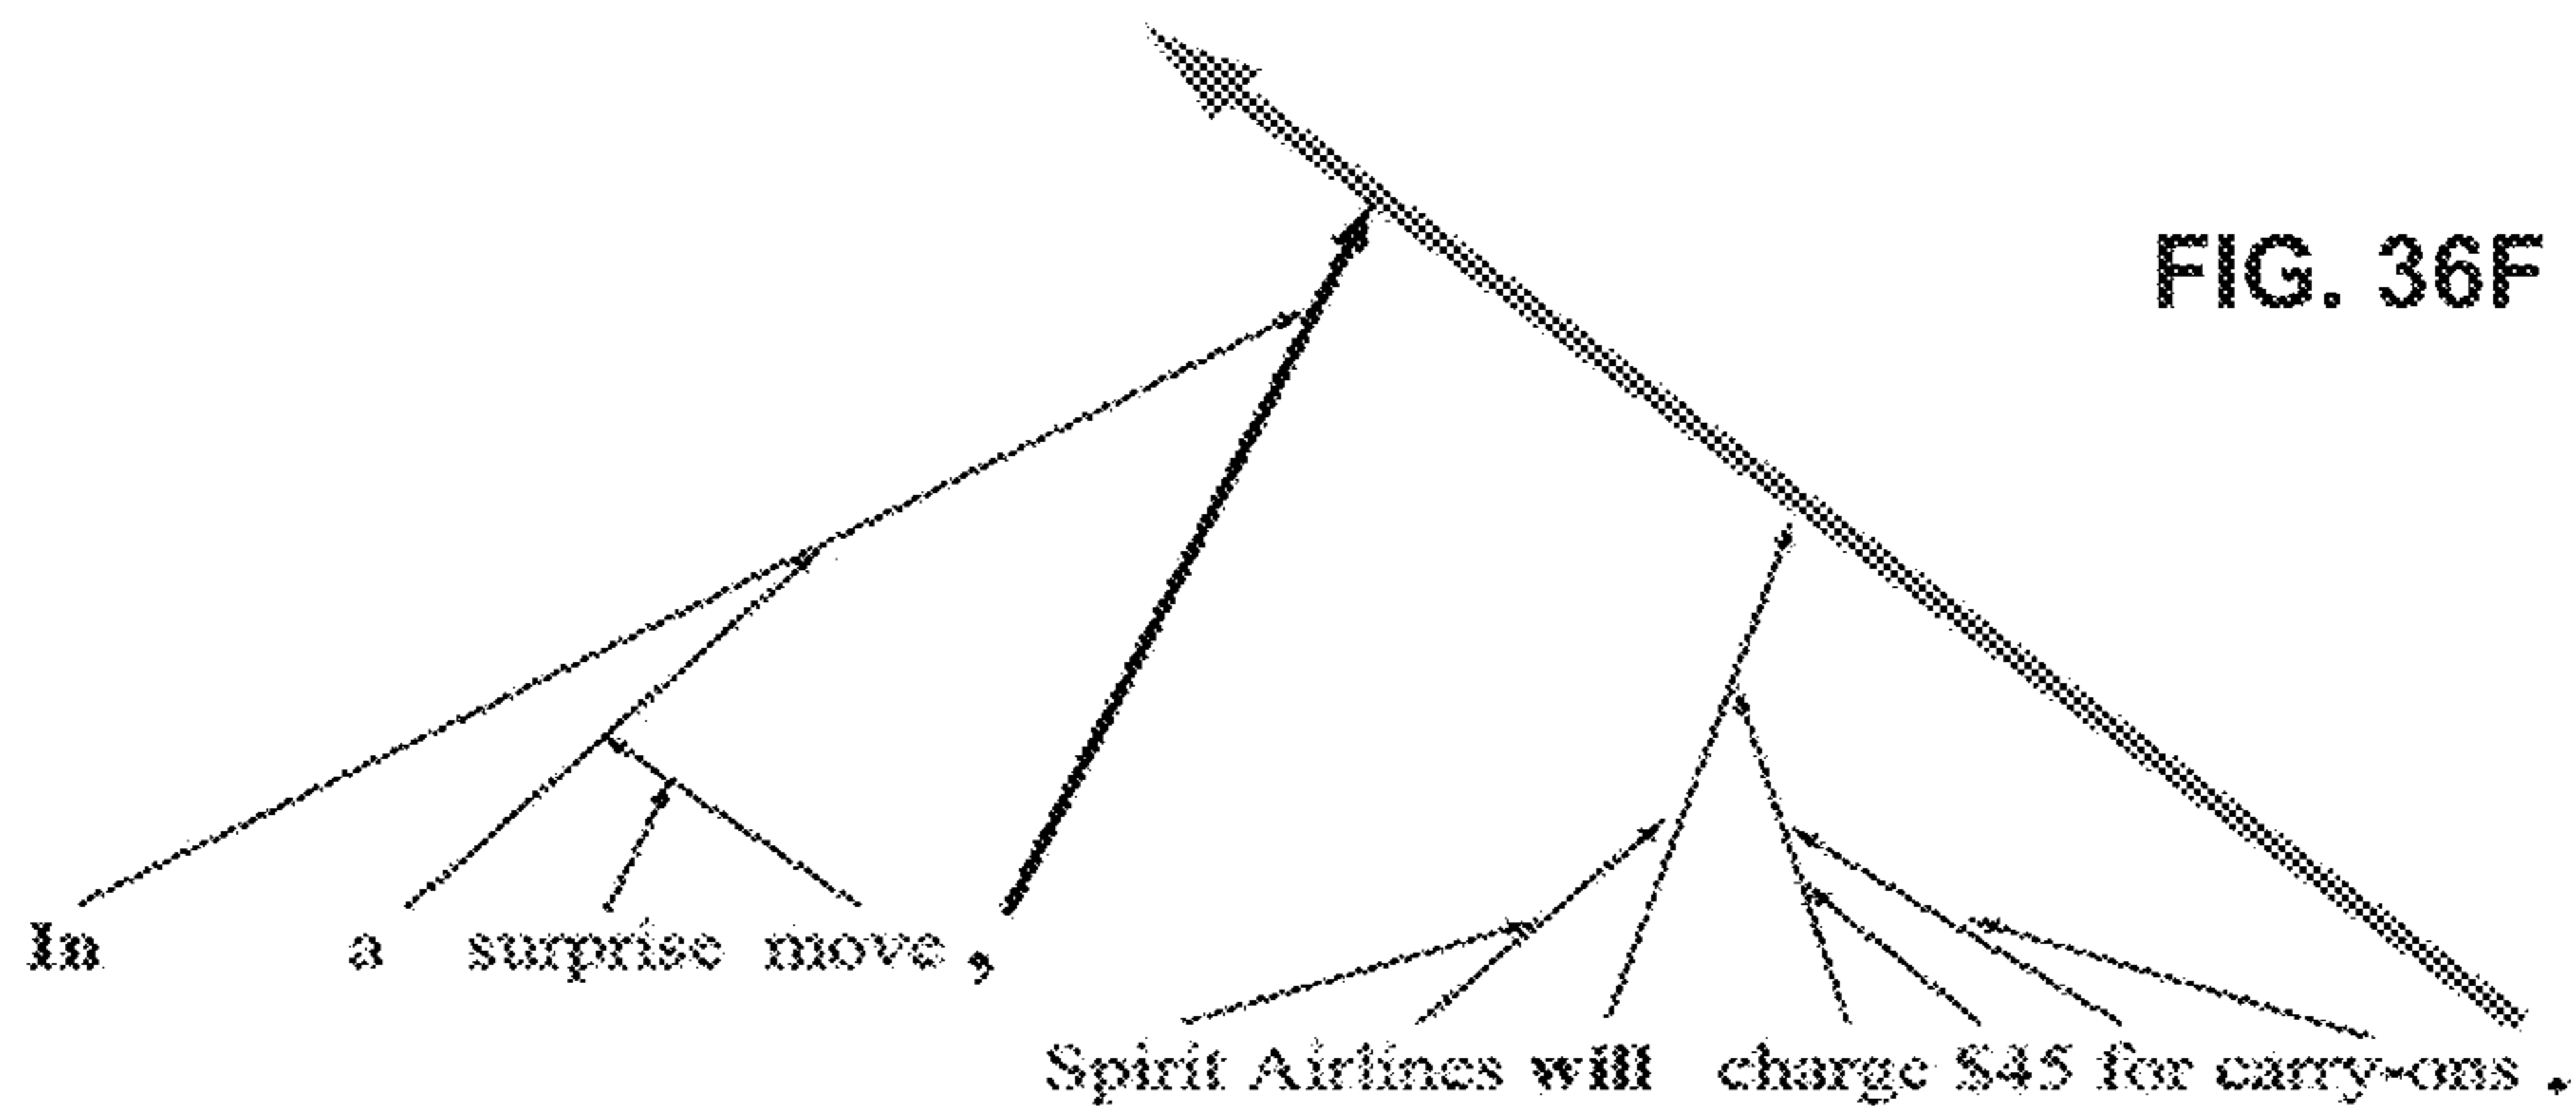 FIG. 36F
In a surprise move ,
Spirit Airlines will charge $45 for carry-ons .